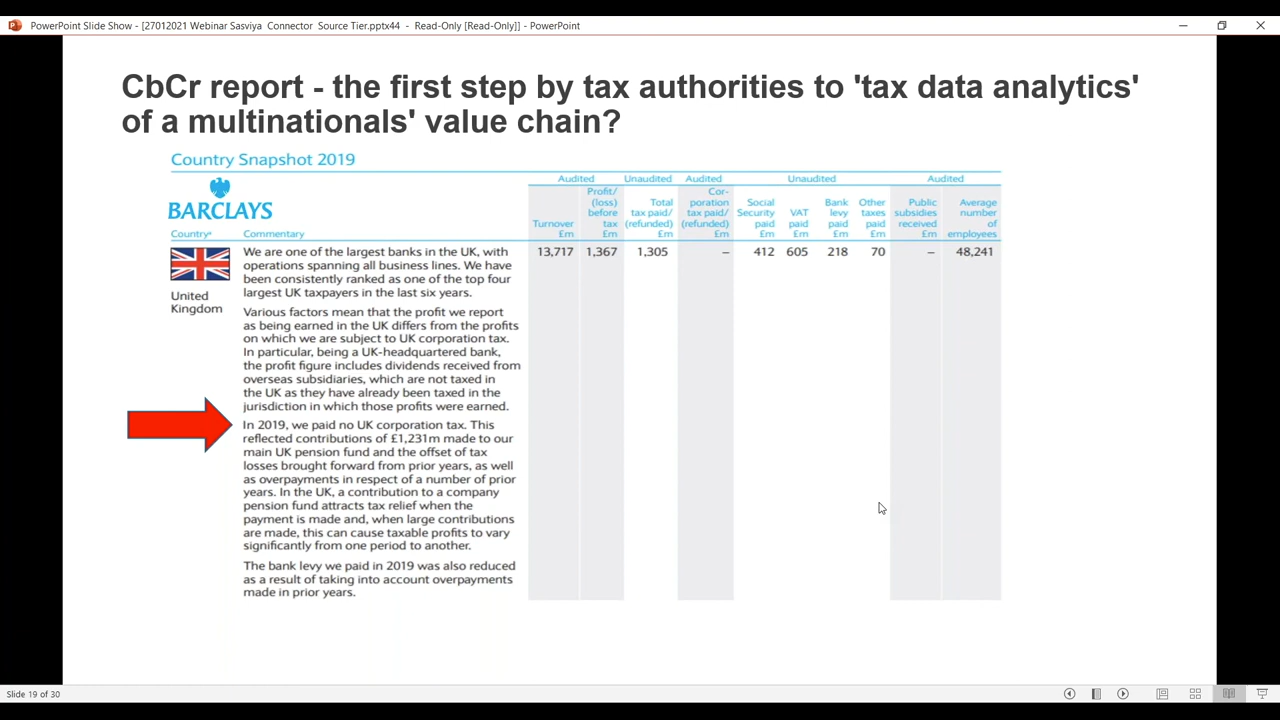 PowerPoint Slide Show - [27012021 Webinar Sasviya Connector Source Tier.pptx44 - Read-Only [Read-Only]] - PowerPoint
CbCr report - the first step by tax authorities to 'tax data analytics'
of a multinationals' value chain?
Country Snapshot 2019
BARCLAYS
Audited Unaudited Audited Unaudited Audited
Profit/ Cor-
(loss) Total poration Social Bank Other Public Average
before tax paid/ tax paid/ Security VAT levy taxes subsidies number
Turnover tax (refunded) (refunded) paid paid paid paid received of
Countryª Commentary £m £m £m £m £m £m £m £m £m employees
We are one of the largest banks in the UK, with 13,717 1,367 1,305 – 412 605 218 70 – 48,241
operations spanning all business lines. We have
been consistently ranked as one of the top four
largest UK taxpayers in the last six years.
United
Kingdom
Various factors mean that the profit we report
as being earned in the UK differs from the profits
on which we are subject to UK corporation tax.
In particular, being a UK-headquartered bank,
the profit figure includes dividends received from
overseas subsidiaries, which are not taxed in
the UK as they have already been taxed in the
jurisdiction in which those profits were earned.
In 2019, we paid no UK corporation tax. This
reflected contributions of £1,231m made to our
main UK pension fund and the offset of tax
losses brought forward from prior years, as well
as overpayments in respect of a number of prior
years. In the UK, a contribution to a company
pension fund attracts tax relief when the
payment is made and, when large contributions
are made, this can cause taxable profits to vary
significantly from one period to another.
The bank levy we paid in 2019 was also reduced
as a result of taking into account overpayments
made in prior years.
Slide 19 of 30